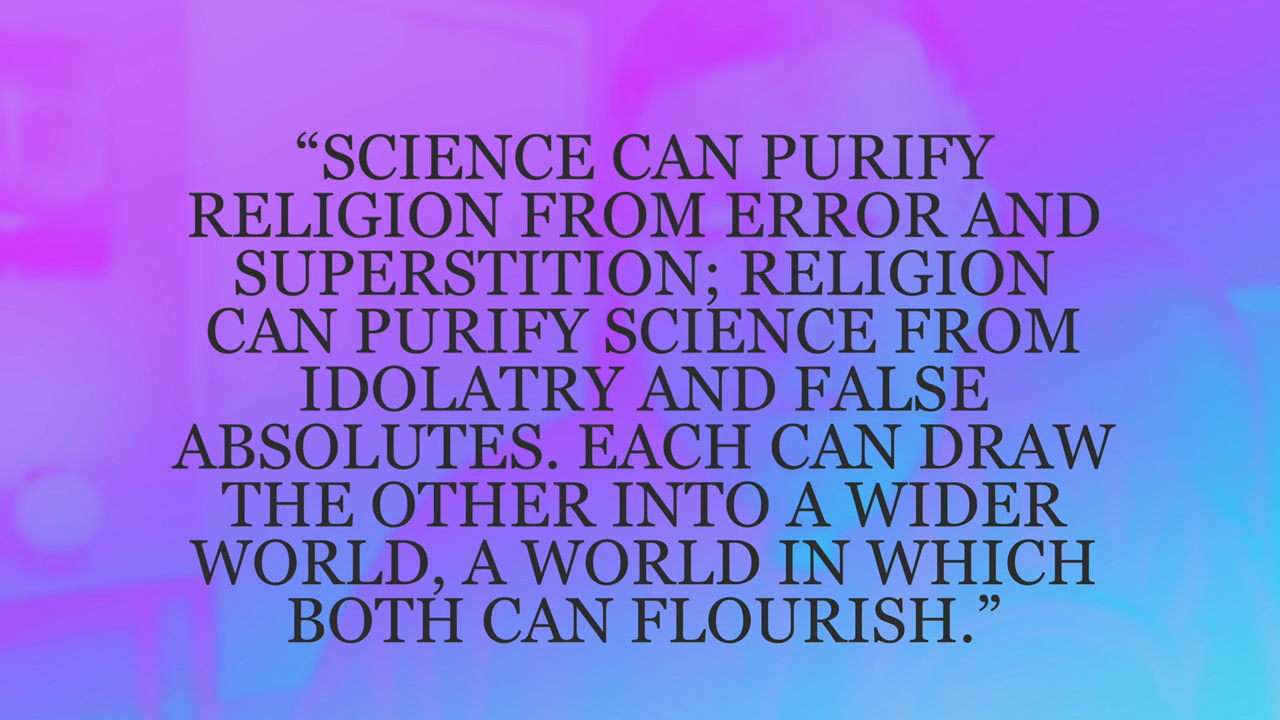 “SCIENCE CAN PURIFY
RELIGION FROM ERROR AND
SUPERSTITION; RELIGION
CAN PURIFY SCIENCE FROM
IDOLATRY AND FALSE
ABSOLUTES. EACH CAN DRAW
THE OTHER INTO A WIDER
WORLD, A WORLD IN WHICH
BOTH CAN FLOURISH.”